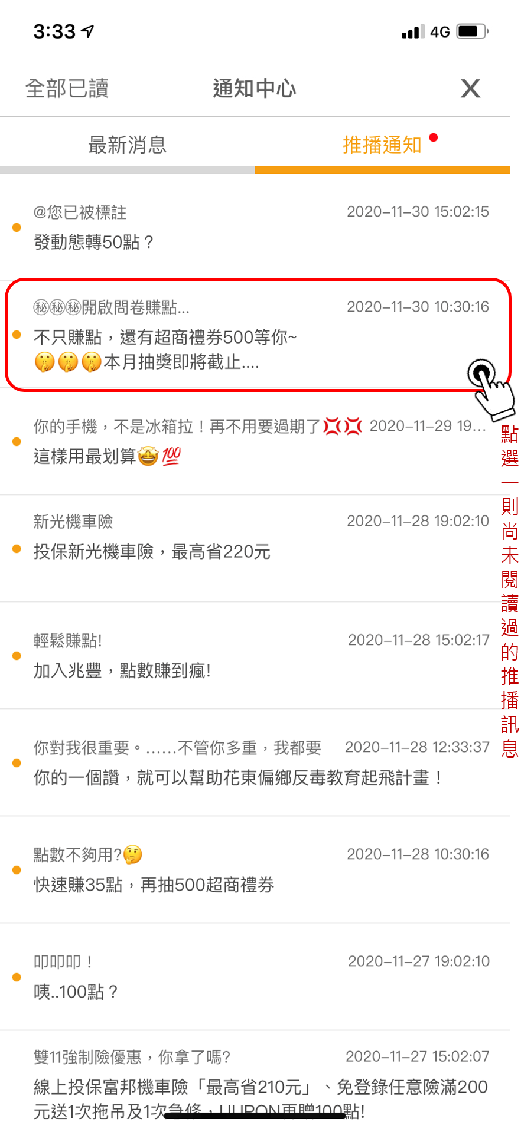 3:33
4G
全部已讀
通知中心
X
最新消息
推播通知
@您已被標註
2020-11-30 15:02:15
發動態轉50點？
㊙㊙㊙開啟問卷賺點...
2020-11-30 10:30:16
不只賺點，還有超商禮券500等你~
🤫🤫🤫本月抽獎即將截止....
你的手機，不是冰箱拉！再不用要過期了💢💢
2020-11-29 19...
這樣用最划算🤩💯
新光機車險
2020-11-28 19:02:10
投保新光機車險，最高省220元
輕鬆賺點!
2020-11-28 15:02:17
加入兆豐，點數賺到瘋!
你對我很重要。……不管你多重，我都要
2020-11-28 12:33:37
你的一個讚，就可以幫助花東偏鄉反毒教育起飛計畫！
點數不夠用?🤔
2020-11-28 10:30:16
快速賺35點，再抽500超商禮券
叩叩叩！
2020-11-27 19:02:10
咦..100點？
雙11強制險優惠，你拿了嗎?
2020-11-27 15:02:07
線上投保富邦機車險「最高省210元」、免登錄任意險滿200
元送1次拖吊及1次急修，UUPON再贈100點!
點選一則尚未閱讀過的推播訊息